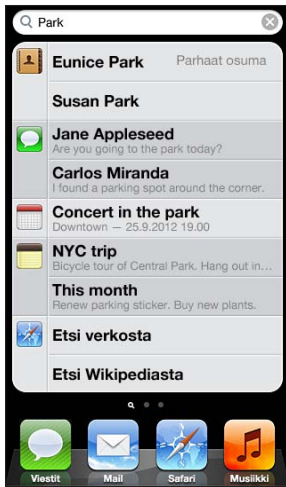 Park
Eunice Park Parhaat osuma
Susan Park
Jane Appleseed
Are you going to the park today?
Carlos Miranda
I found a parking spot around the corner.
Concert in the park
Downtown — 25.9.2012 19.00
NYC trip
Bicycle tour of Central Park. Hang out in…
This month
Renew parking sticker. Buy new plants.
Etsi verkosta
Etsi Wikipediasta
Viestit Mail Safari Musiikki